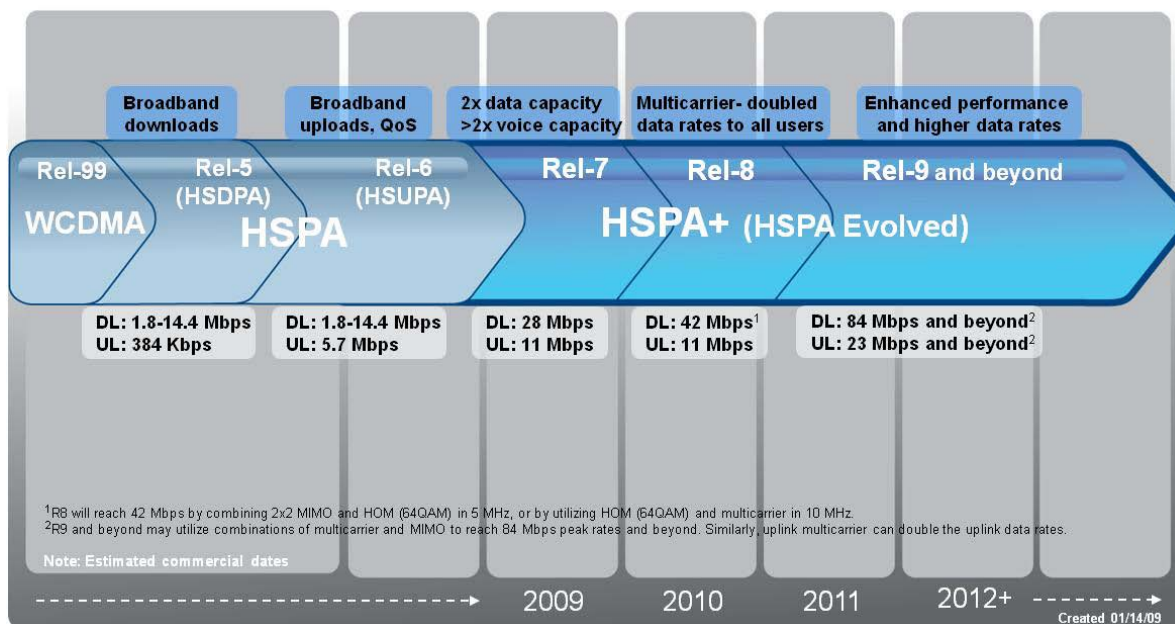 Broadband
downloads
Broadband
uploads, QoS
2x data capacity
>2x voice capacity
Multicarrier- doubled
data rates to all users
Enhanced performance
and higher data rates
Rel-99
WCDMA
Rel-5
(HSDPA)
Rel-6
(HSUPA)
HSPA
Rel-7
Rel-8
Rel-9 and beyond
HSPA+ (HSPA Evolved)
DL: 1.8-14.4 Mbps
UL: 384 Kbps
DL: 1.8-14.4 Mbps
UL: 5.7 Mbps
DL: 28 Mbps
UL: 11 Mbps
DL: 42 Mbps¹
UL: 11 Mbps
DL: 84 Mbps and beyond²
UL: 23 Mbps and beyond²
¹R8 will reach 42 Mbps by combining 2x2 MIMO and HOM (64QAM) in 5 MHz, or by utilizing HOM (64QAM) and multicarrier in 10 MHz.
²R9 and beyond may utilize combinations of multicarrier and MIMO to reach 84 Mbps peak rates and beyond. Similarly, uplink multicarrier can double the uplink data rates.
Note: Estimated commercial dates
2009
2010
2011
2012+
Created 01/14/09